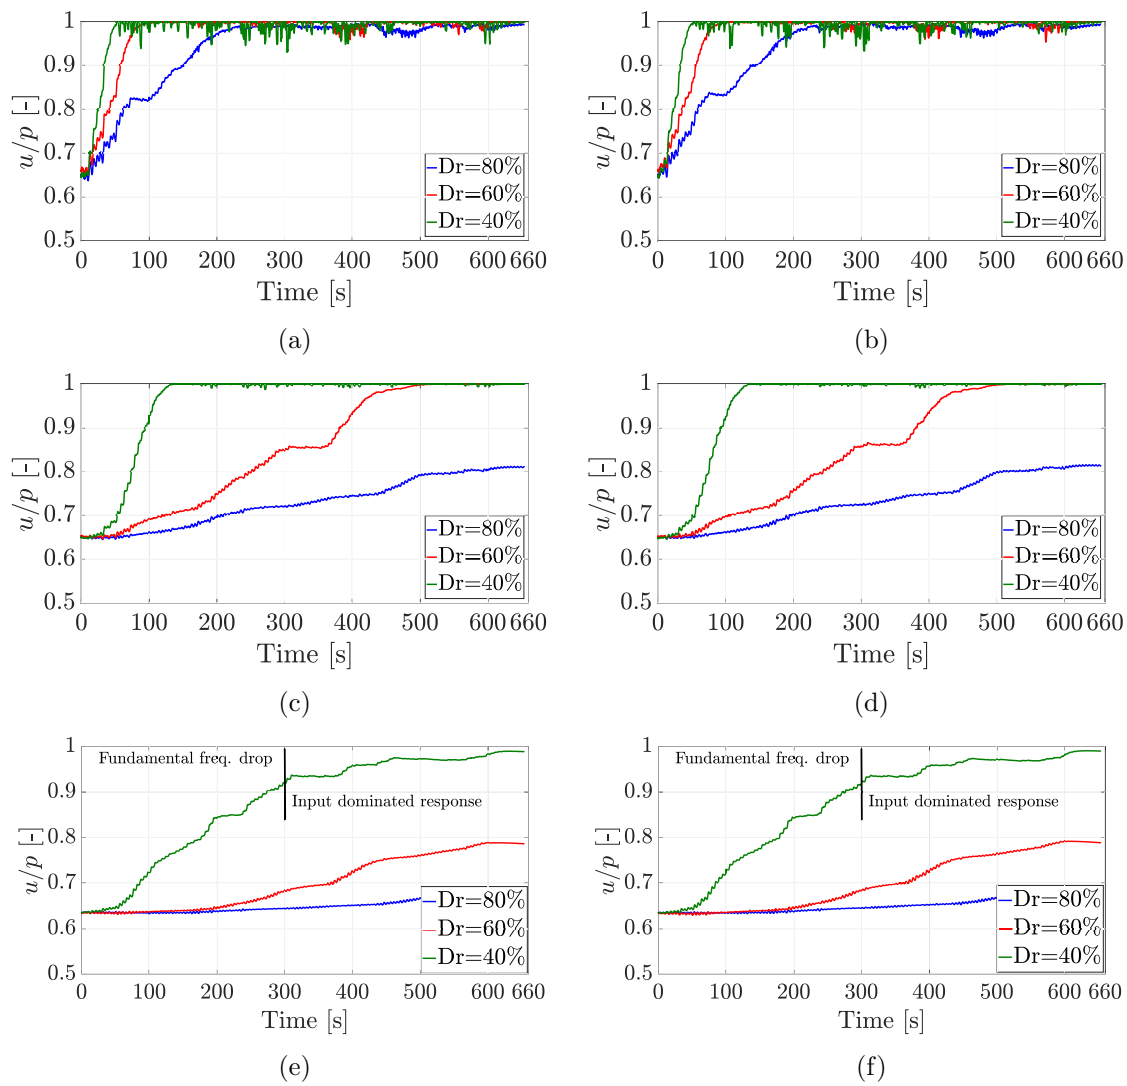 1
0.9
0.8
0.7
0.6
0.5
u/p [-]
Dr=80%
Dr=60%
Dr=40%
0 100 200 300 400 500 600 660
Time [s]
(a)
1
0.9
0.8
0.7
0.6
0.5
u/p [-]
Dr=80%
Dr=60%
Dr=40%
0 100 200 300 400 500 600 660
Time [s]
(b)
1
0.9
0.8
0.7
0.6
0.5
u/p [-]
Dr=80%
Dr=60%
Dr=40%
0 100 200 300 400 500 600 660
Time [s]
(c)
1
0.9
0.8
0.7
0.6
0.5
u/p [-]
Dr=80%
Dr=60%
Dr=40%
0 100 200 300 400 500 600 660
Time [s]
(d)
1
0.9
0.8
0.7
0.6
0.5
u/p [-]
Fundamental freq. drop
Input dominated response
Dr=80%
Dr=60%
Dr=40%
0 100 200 300 400 500 600 660
Time [s]
(e)
1
0.9
0.8
0.7
0.6
0.5
u/p [-]
Fundamental freq. drop
Input dominated response
Dr=80%
Dr=60%
Dr=40%
0 100 200 300 400 500 600 660
Time [s]
(f)